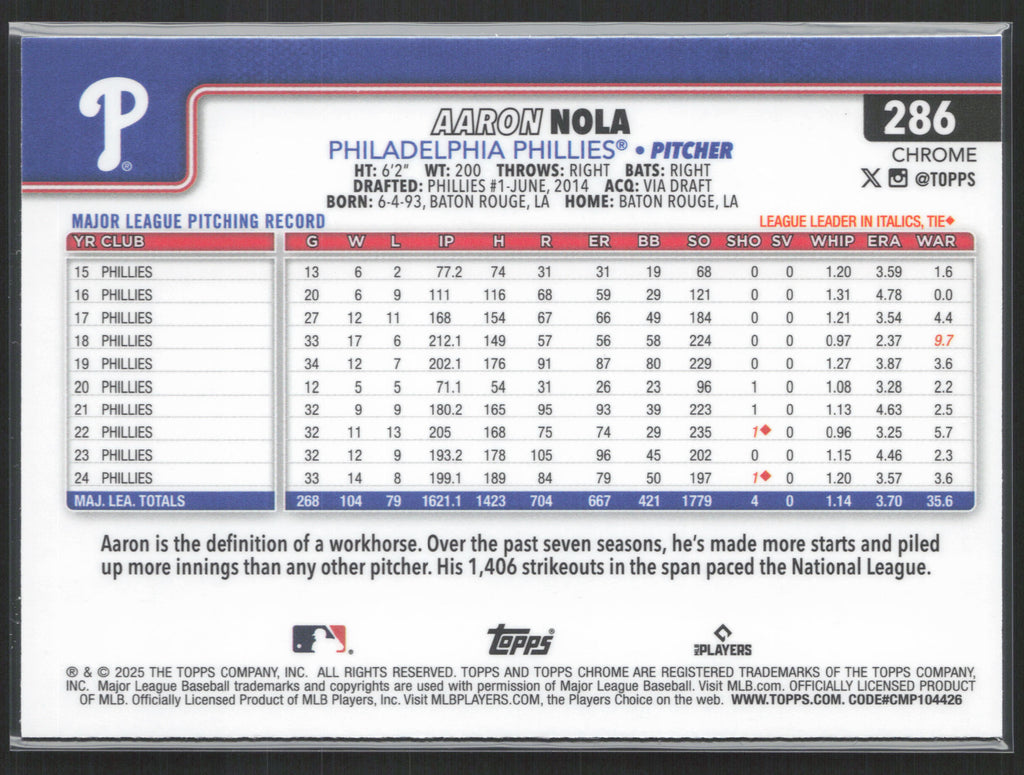 P®
286
AARON NOLA
CHROME
PHILADELPHIA PHILLIES® • PITCHER
X @TOPPS
HT: 6'2" WT: 200 THROWS: RIGHT BATS: RIGHT
DRAFTED: PHILLIES #1-JUNE, 2014 ACQ: VIA DRAFT
BORN: 6-4-93, BATON ROUGE, LA HOME: BATON ROUGE, LA
MAJOR LEAGUE PITCHING RECORD LEAGUE LEADER IN ITALICS, TIE◆
YR CLUB G W L IP H R ER BB SO SHO SV WHIP ERA WAR
15 PHILLIES 13 6 2 77.2 74 31 31 19 68 0 0 1.20 3.59 1.6
16 PHILLIES 20 6 9 111 116 68 59 29 121 0 0 1.31 4.78 0.0
17 PHILLIES 27 12 11 168 154 67 66 49 184 0 0 1.21 3.54 4.4
18 PHILLIES 33 17 6 212.1 149 57 56 58 224 0 0 0.97 2.37 9.7
19 PHILLIES 34 12 7 202.1 176 91 87 80 229 0 0 1.27 3.87 3.6
20 PHILLIES 12 5 5 71.1 54 31 26 23 96 1 0 1.08 3.28 2.2
21 PHILLIES 32 9 9 180.2 165 95 93 39 223 1 0 1.13 4.63 2.5
22 PHILLIES 32 11 13 205 168 75 74 29 235 1◆ 0 0.96 3.25 5.7
23 PHILLIES 32 12 9 193.2 178 105 96 45 202 0 0 1.15 4.46 2.3
24 PHILLIES 33 14 8 199.1 189 84 79 50 197 1◆ 0 1.20 3.57 3.6
MAJ. LEA. TOTALS 268 104 79 1621.1 1423 704 667 421 1779 4 0 1.14 3.70 35.6
Aaron is the definition of a workhorse. Over the past seven seasons, he's made more starts and piled
up more innings than any other pitcher. His 1,406 strikeouts in the span paced the National League.
topps® MLB PLAYERS
® & © 2025 THE TOPPS COMPANY, INC. ALL RIGHTS RESERVED. TOPPS AND TOPPS CHROME ARE REGISTERED TRADEMARKS OF THE TOPPS COMPANY,
INC. Major League Baseball trademarks and copyrights are used with permission of Major League Baseball. Visit MLB.com. OFFICIALLY LICENSED PRODUCT
OF MLB. Officially Licensed Product of MLB Players, Inc. Visit MLBPLAYERS.COM, the Players Choice on the web. WWW.TOPPS.COM. CODE#CMP104426